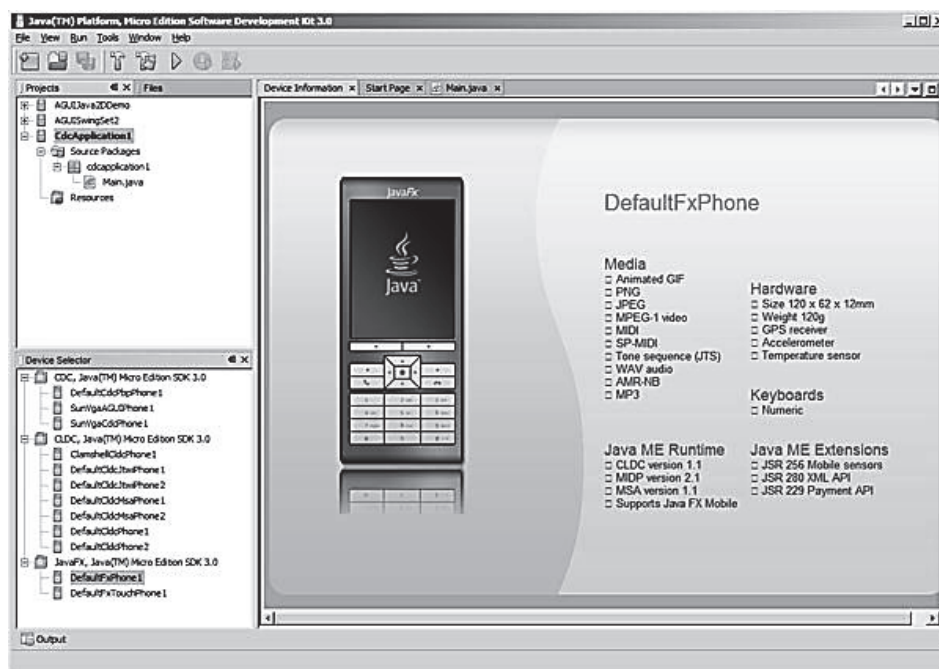 Java(TM) Platform, Micro Edition Software Development Kit 3.0
File View Run Tools Window Help
Projects
Files
AGUIJava2DDemo
AGUISwingSet2
CdcApplication1
Source Packages
cdcapplication1
Main.java
Resources
Device Selector
CDC, Java(TM) Micro Edition SDK 3.0
DefaultCdcPbpPhone1
SunVgaAGUIPhone1
SunVgaCdcPhone1
CLDC, Java(TM) Micro Edition SDK 3.0
ClamshellCldcPhone1
DefaultCldcJtwiPhone1
DefaultCldcJtwiPhone2
DefaultCldcMsaPhone1
DefaultCldcMsaPhone2
DefaultCldcPhone1
DefaultCldcPhone2
JavaFX, Java(TM) Micro Edition SDK 3.0
DefaultFxPhone1
DefaultFxTouchPhone1
Output
Device Information Start Page Main.java
JavaFx
Java
DefaultFxPhone
Media
Animated GIF
PNG
JPEG
MPEG-1 video
MIDI
SP-MIDI
Tone sequence (JTS)
WAV audio
AMR-NB
MP3
Hardware
Size 120 x 62 x 12mm
Weight 120g
GPS receiver
Accelerometer
Temperature sensor
Keyboards
Numeric
Java ME Runtime
CLDC version 1.1
MIDP version 2.1
MSA version 1.1
Supports Java FX Mobile
Java ME Extensions
JSR 256 Mobile sensors
JSR 280 XML API
JSR 229 Payment API